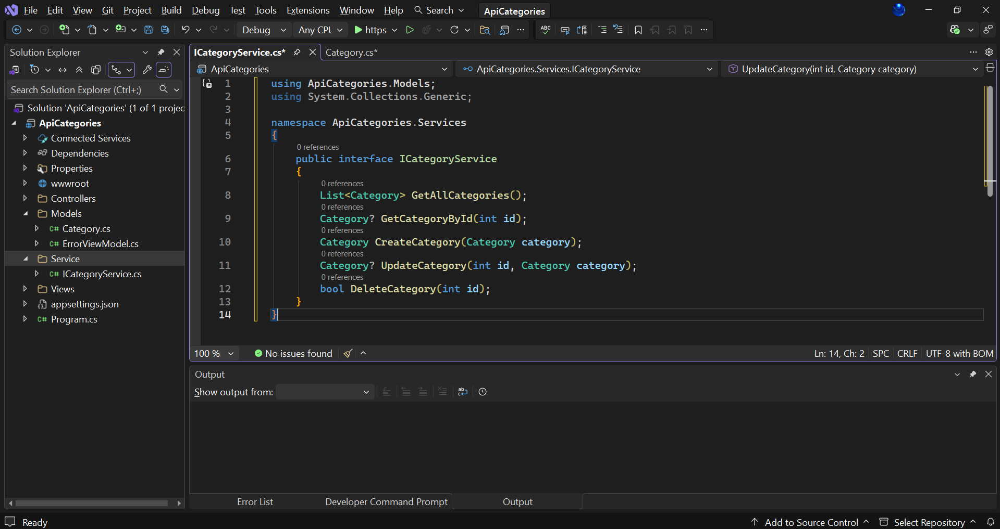 File Edit View Git Project Build Debug Test Tools Extensions Window Help Search ApiCategories
Debug Any CPU https
Solution Explorer
Search Solution Explorer (Ctrl+;)
Solution 'ApiCategories' (1 of 1 projec
ApiCategories
Connected Services
Dependencies
Properties
wwwroot
Controllers
Models
C# Category.cs
C# ErrorViewModel.cs
Service
C# ICategoryService.cs
Views
appsettings.json
C# Program.cs
ICategoryService.cs* Category.cs*
ApiCategories ApiCategories.Services.ICategoryService UpdateCategory(int id, Category category)
1 using ApiCategories.Models;
2 using System.Collections.Generic;
3
4 namespace ApiCategories.Services
5 {
0 references
6 public interface ICategoryService
7 {
0 references
8 List<Category> GetAllCategories();
0 references
9 Category? GetCategoryById(int id);
0 references
10 Category CreateCategory(Category category);
0 references
11 Category? UpdateCategory(int id, Category category);
0 references
12 bool DeleteCategory(int id);
13 }
14 }
100 % No issues found Ln: 14, Ch: 2 SPC CRLF UTF-8 with BOM
Output
Show output from:
Error List Developer Command Prompt Output
Ready Add to Source Control Select Repository